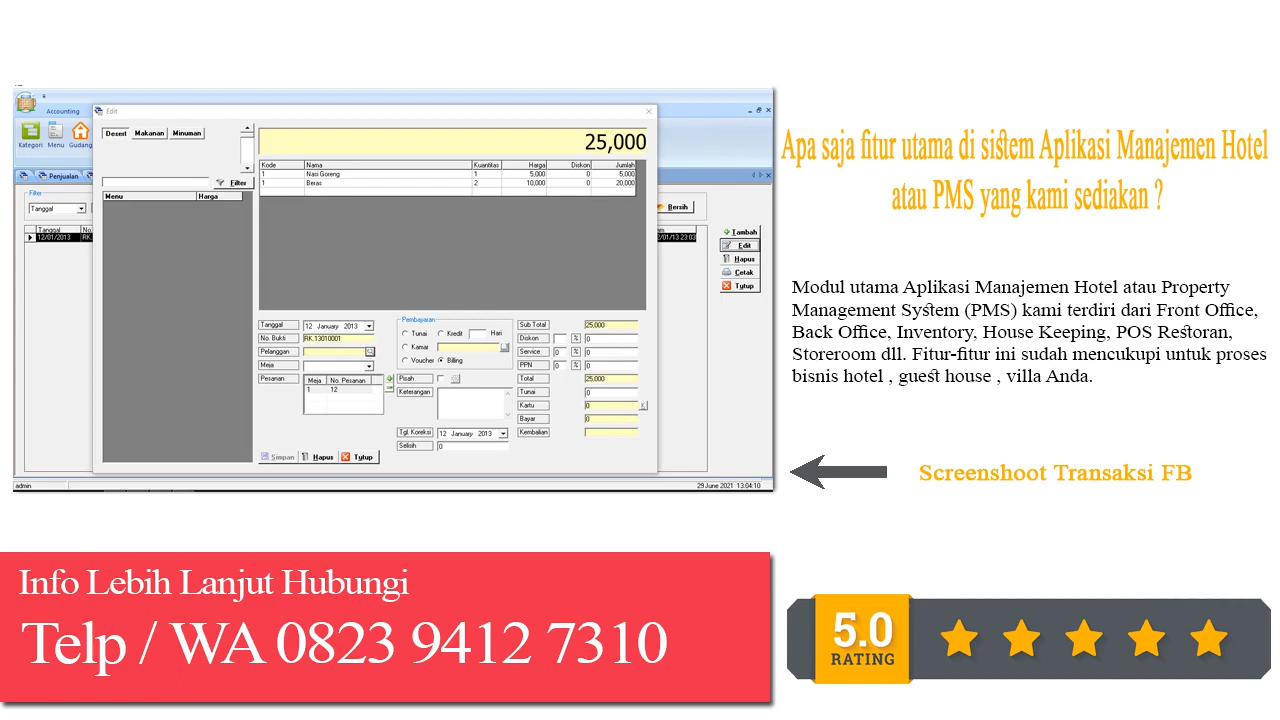 Accounting
Edit
Kategori Menu Gudang
Penjualan
Filter
Tanggal
Tanggal No.
12/01/2013 RK.
Desert Makanan Minuman
Filter
Menu Harga
25,000
Kode Nama Kuantitas Harga Diskon Jumlah
1 Nasi Goreng 1 5,000 0 5,000
1 Beras 2 10,000 0 20,000
Bersih
Tambah
Edit
Hapus
Cetak
Tutup
Tanggal 12 January 2013
No. Bukti RK.13010001
Pelanggan
Meja
Pesanan
Meja No. Pesanan
1 12
Pembayaran
Tunai Kredit Hari
Kamar
Voucher Billing
Pisah
Keterangan
Tgl. Koreksi 12 January 2013
Selisih 0
Sub Total 25,000
Diskon % 0
Service 0 % 0
PPN 0 % 0
Total 25,000
Tunai 0
Kartu 0
Bayar 0
Kembalian
Simpan Hapus Tutup
admin
29 June 2021 13:04:10
Apa saja fitur utama di sistem Aplikasi Manajemen Hotel
atau PMS yang kami sediakan ?
Modul utama Aplikasi Manajemen Hotel atau Property
Management System (PMS) kami terdiri dari Front Office,
Back Office, Inventory, House Keeping, POS Restoran,
Storeroom dll. Fitur-fitur ini sudah mencukupi untuk proses
bisnis hotel , guest house , villa Anda.
Screenshoot Transaksi FB
Info Lebih Lanjut Hubungi
Telp / WA 0823 9412 7310
5.0
RATING